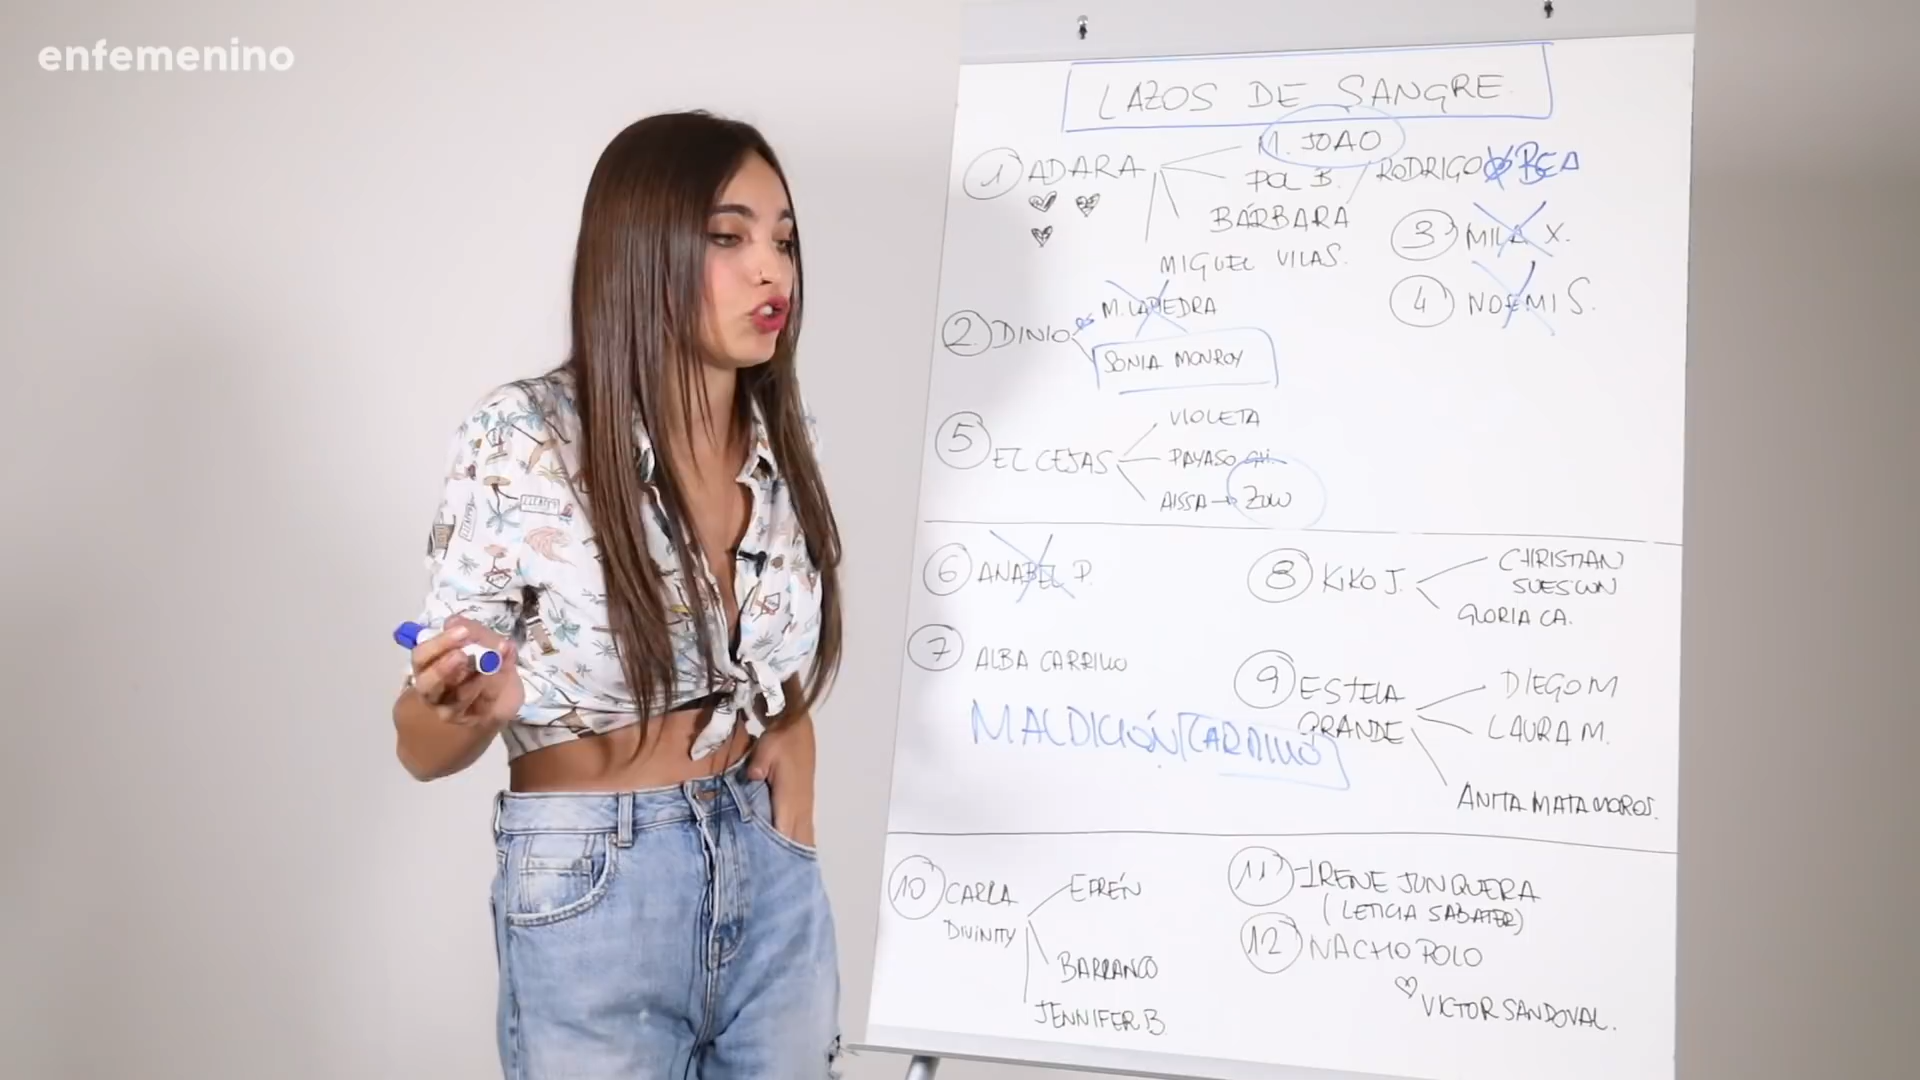 enfemenino
LAZOS DE SANGRE
1 ADARA
M. JOAO
POL B.
RODRIGO
BEA
BÁRBARA
MIGUEL VILAS.
3 MILA X.
4 NOEMI S.
2 DINIO
M. LAPIEDRA
SONIA MONROY
5 EL CEJAS
VIOLETA
PAYASO
AISSA → ZUW
6 ANABEL P.
7 ALBA CARRILLO
MALDICIÓN CARRILLO
8 KIKO J.
CHRISTIAN
SUESCUN
GLORIA CA.
9 ESTELA
GRANDE
DIEGO M
LAURA M.
ANITA MATAMOROS.
10 CARLA
DIVINITY
EFRÉN
BARRANCO
JENNIFER B.
11 - IRENE JUNQUERA
(LETICIA SABATER)
12 NACHO POLO
VICTOR SANDOVAL.